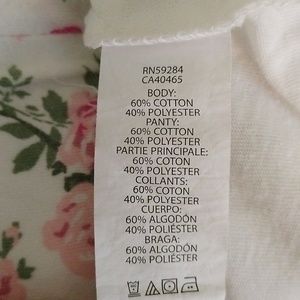 RN59284
CA40465
BODY:
60% COTTON
40% POLYESTER
PANTY:
60% COTTON
40% POLYESTER
PARTIE PRINCIPALE:
60% COTON
40% POLYESTER
COLLANTS:
60% COTON
40% POLYESTER
CUERPO:
60% ALGODÓN
40% POLIÉSTER
BRAGA:
60% ALGODÓN
40% POLIÉSTER